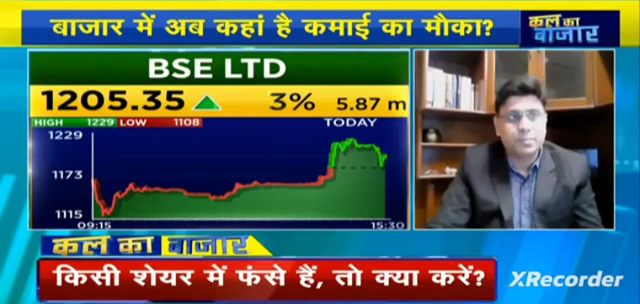 बाजार में अब कहां है कमाई का मौका?
कल का
बाजार
BSE LTD
1205.35 3% 5.87 m
HIGH 1229 LOW 1108 TODAY
1229
1173
1115
09:15 15:30
कल का बाजार
किसी शेयर में फंसे हैं, तो क्या करें?
XRecorder